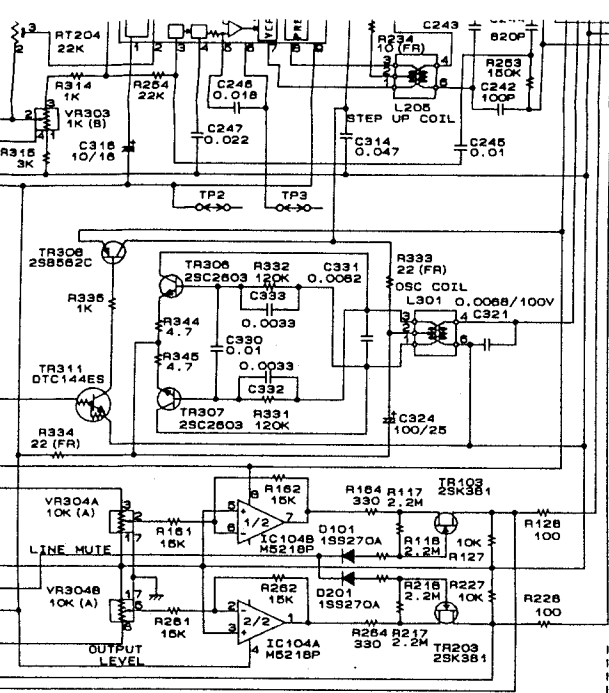 RT204
22K
R314
1K
R254
22K
VR303
1K (B)
R315
3K
C316
10/16
C246
0.018
C247
0.022
R234
10 (FR)
C243
820P
R253
150K
C242
100P
L205
STEP UP COIL
C314
0.047
C245
0.01
TP2
TP3
TR308
2SB562C
R335
1K
TR311
DTC144ES
R334
22 (FR)
TR306
2SC2603
R332
120K
C331
0.0082
C333
0.0033
R344
4.7
R345
4.7
C330
0.01
0.0033
C332
TR307
2SC2603
R331
120K
R333
22 (FR)
OSC COIL
L301
0.0068/100V
C321
C324
100/25
VR304A
10K (A)
LINE MUTE
VR304B
10K (A)
OUTPUT
LEVEL
R161
15K
R162
15K
1/2
IC104B
M5218P
R261
15K
R262
15K
2/2
IC104A
M5218P
D101
1SS270A
D201
1SS270A
R164
330
R117
2.2M
R116
2.2M
TR103
2SK381
10K
R127
R128
100
R264
330
R217
2.2M
R216
2.2M
R227
10K
TR203
2SK381
R228
100